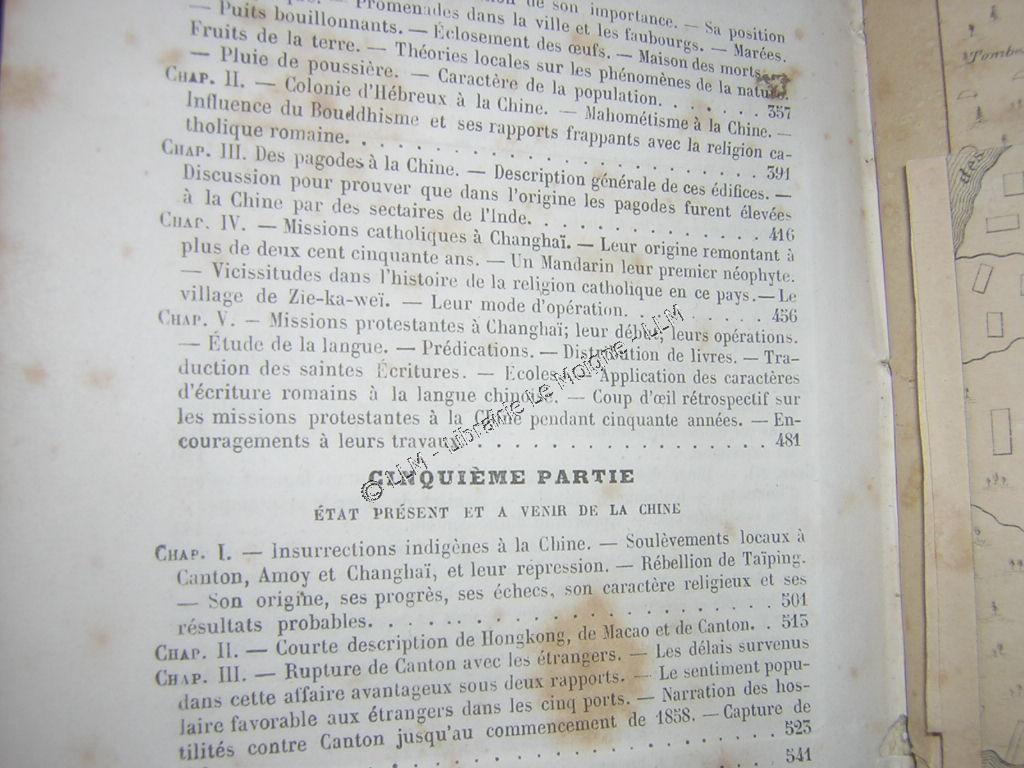 de son importance. — Sa position
Promenades dans la ville et les faubourgs. — Marées.
— Puits bouillonnants. — Éclosement des œufs. — Maison des morts.
Fruits de la terre. — Théories locales sur les phénomènes de la nature.
— Pluie de poussière. — Caractère de la population. . . . . . 357
CHAP. II. — Colonie d'Hébreux à la Chine. — Mahométisme à la Chine. —
Influence du Bouddhisme et ses rapports frappants avec la religion ca-
tholique romaine. . . . . . . . . . . . . . . . . 391
CHAP. III. Des pagodes à la Chine. — Description générale de ces édifices. —
Discussion pour prouver que dans l'origine les pagodes furent élevées
à la Chine par des sectaires de l'Inde. . . . . . . . . . . 416
CHAP. IV. — Missions catholiques à Changhaï. — Leur origine remontant à
plus de deux cent cinquante ans. — Un Mandarin leur premier néophyte.
— Vicissitudes dans l'histoire de la religion catholique en ce pays. — Le
village de Zie-ka-weï. — Leur mode d'opération. . . . . . . . 456
CHAP. V. — Missions protestantes à Changhaï; leur début, leurs opérations.
— Étude de la langue. — Prédications. — Distribution de livres. — Tra-
duction des saintes Écritures. — Écoles. — Application des caractères
d'écriture romains à la langue chinoise. — Coup d'œil rétrospectif sur
les missions protestantes à la Chine pendant cinquante années. — En-
couragements à leurs travaux. . . . . . . . . . . . . . 481
CINQUIÈME PARTIE
ÉTAT PRÉSENT ET A VENIR DE LA CHINE
CHAP. I. — Insurrections indigènes à la Chine. — Soulèvements locaux à
Canton, Amoy et Changhaï, et leur répression. — Rébellion de Taïping.
— Son origine, ses progrès, ses échecs, son caractère religieux et ses
résultats probables. . . . . . . . . . . . . . . . 501
CHAP. II. — Courte description de Hongkong, de Macao et de Canton. . 515
CHAP. III. — Rupture de Canton avec les étrangers. — Les délais survenus
dans cette affaire avantageux sous deux rapports. — Le sentiment popu-
laire favorable aux étrangers dans les cinq ports. — Narration des hos-
tilités contre Canton jusqu'au commencement de 1858. — Capture de
. . . . . . . . . . . . . . . . 523
541
© LLM - Librairie Le Moigne - LLM
Tombe
des